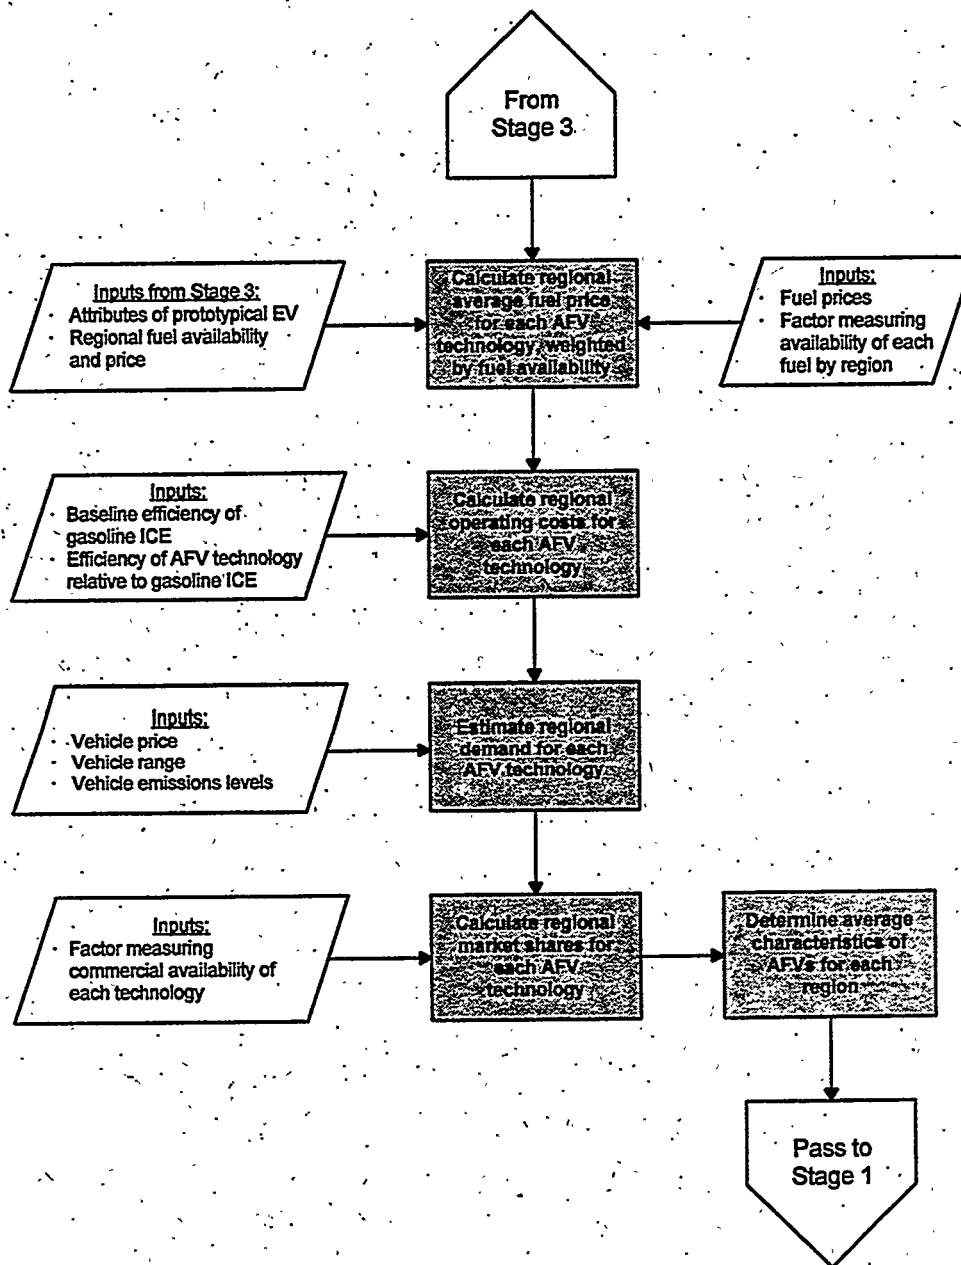 From
Stage 3
Inputs from Stage 3:
· Attributes of prototypical EV
· Regional fuel availability
and price
Calculate regional
average fuel price
for each AFV
technology, weighted
by fuel availability
Inputs:
· Fuel prices
· Factor measuring
availability of each
fuel by region
Inputs:
· Baseline efficiency of
gasoline ICE
· Efficiency of AFV technology
relative to gasoline ICE
Calculate regional
operating costs for
each AFV
technology
Inputs:
· Vehicle price
· Vehicle range
· Vehicle emissions levels
Estimate regional
demand for each
AFV technology
Inputs:
· Factor measuring
commercial availability of
each technology
Calculate regional
market shares for
each AFV
technology
Determine average
characteristics of
AFVs for each
region
Pass to
Stage 1